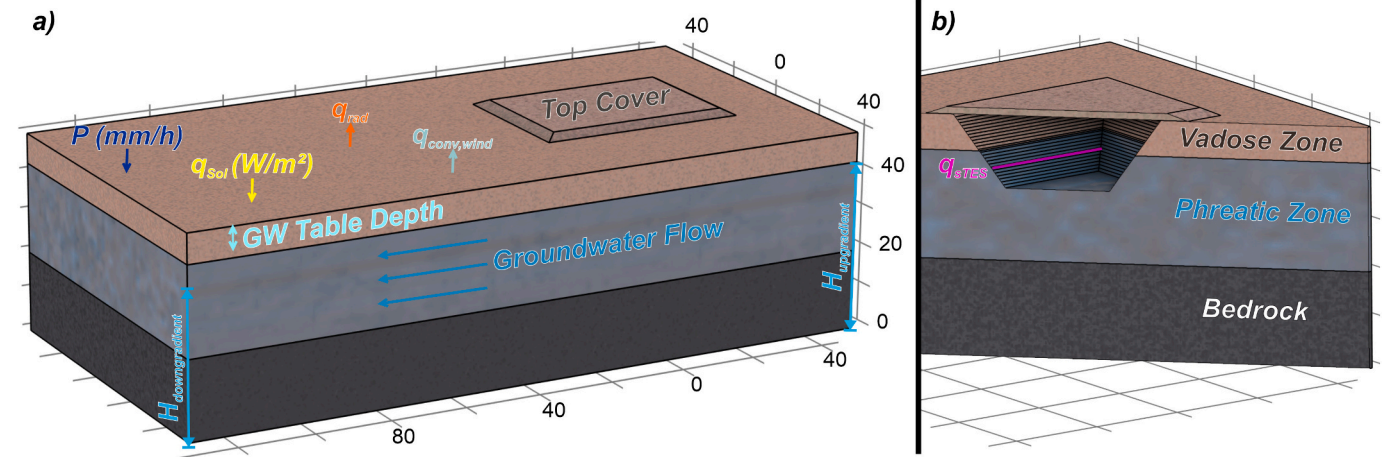 a)
40
0
40
Top Cover
q_rad
P (mm/h)
q_conv,wind
q_Sol (W/m²)
40
GW Table Depth
Groundwater Flow
H_upgradient
20
0
H_downgradient
40
0
40
80
b)
Vadose Zone
q_sTES
Phreatic Zone
Bedrock